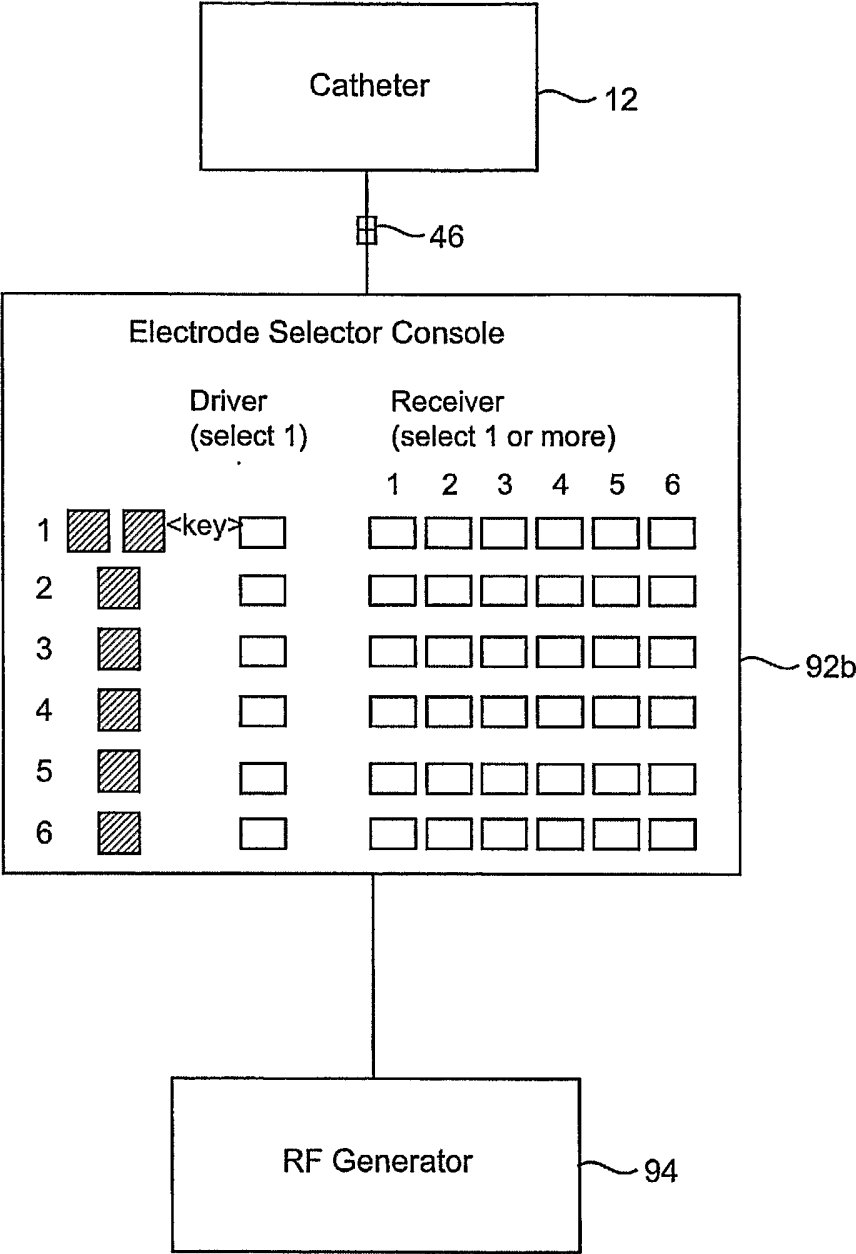 Catheter
12
46
Electrode Selector Console
Driver Receiver
(select 1) (select 1 or more)
1 2 3 4 5 6
1 <key>
2
3
92b
4
5
6
RF Generator
94